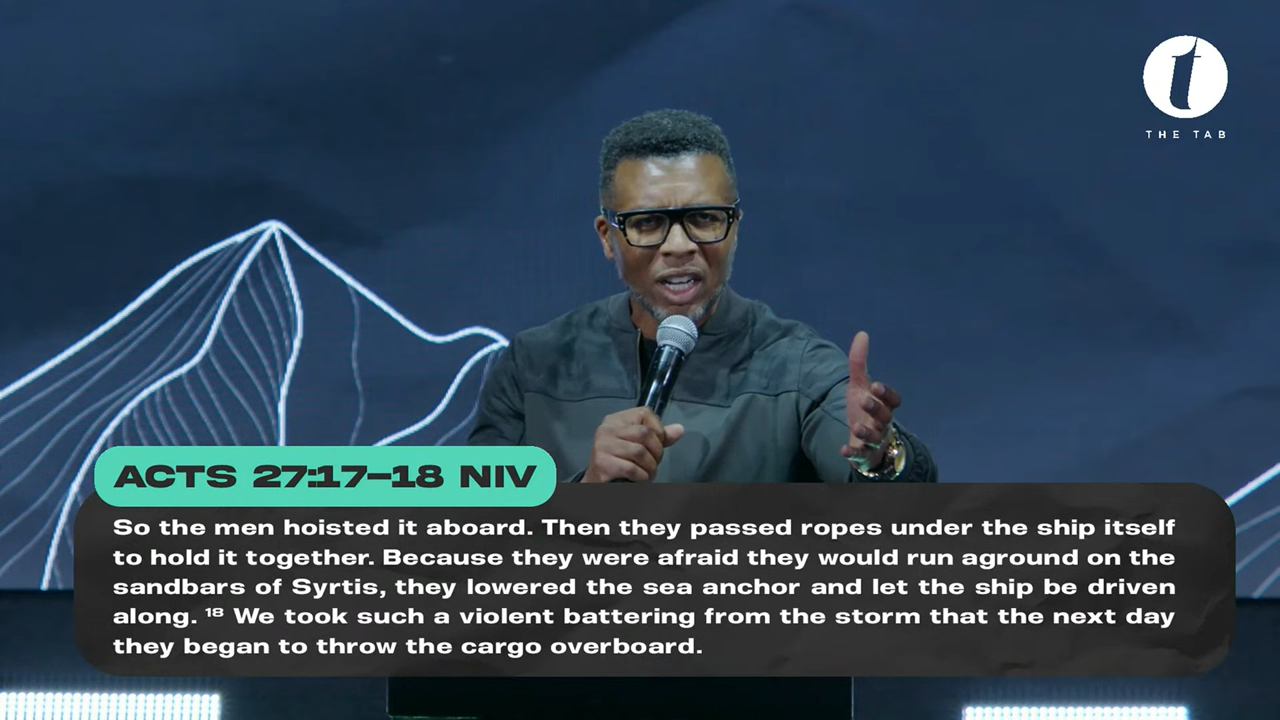 t
THE TAB
ACTS 27:17–18 NIV
So the men hoisted it aboard. Then they passed ropes under the ship itself
to hold it together. Because they were afraid they would run aground on the
sandbars of Syrtis, they lowered the sea anchor and let the ship be driven
along. ¹⁸ We took such a violent battering from the storm that the next day
they began to throw the cargo overboard.